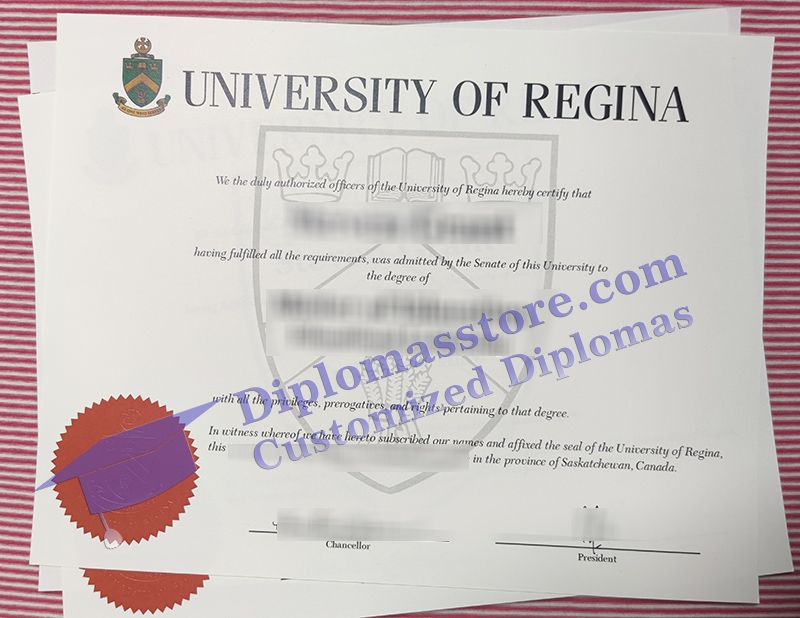 UNIVERSITY OF REGINA
We the duly authorized officers of the University of Regina hereby certify that
having fulfilled all the requirements, was admitted by the Senate of this University to
the degree of
Diplomasstore.com
Customized Diplomas
with all the privileges, prerogatives, and rights pertaining to that degree.
In witness whereof we have hereto subscribed our names and affixed the seal of the University of Regina,
this
in the province of Saskatchewan, Canada.
Chancellor
President